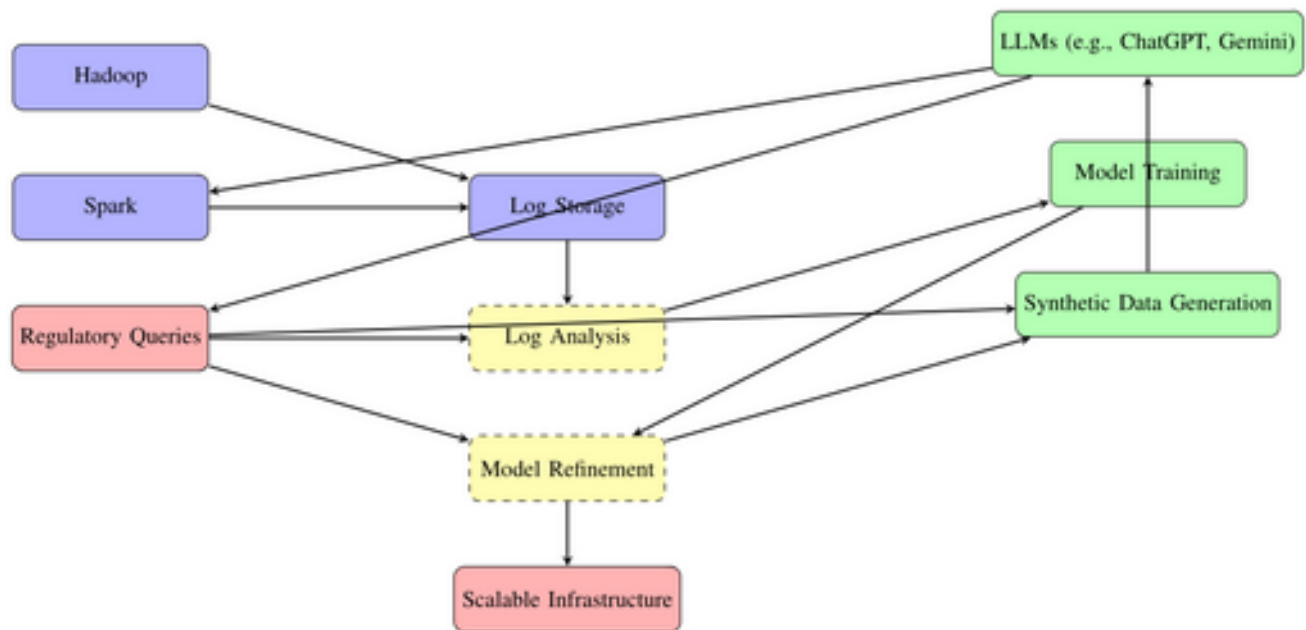 LLMs (e.g., ChatGPT, Gemini)
Hadoop
Model Training
Spark
Log Storage
Synthetic Data Generation
Regulatory Queries
Log Analysis
Model Refinement
Scalable Infrastructure